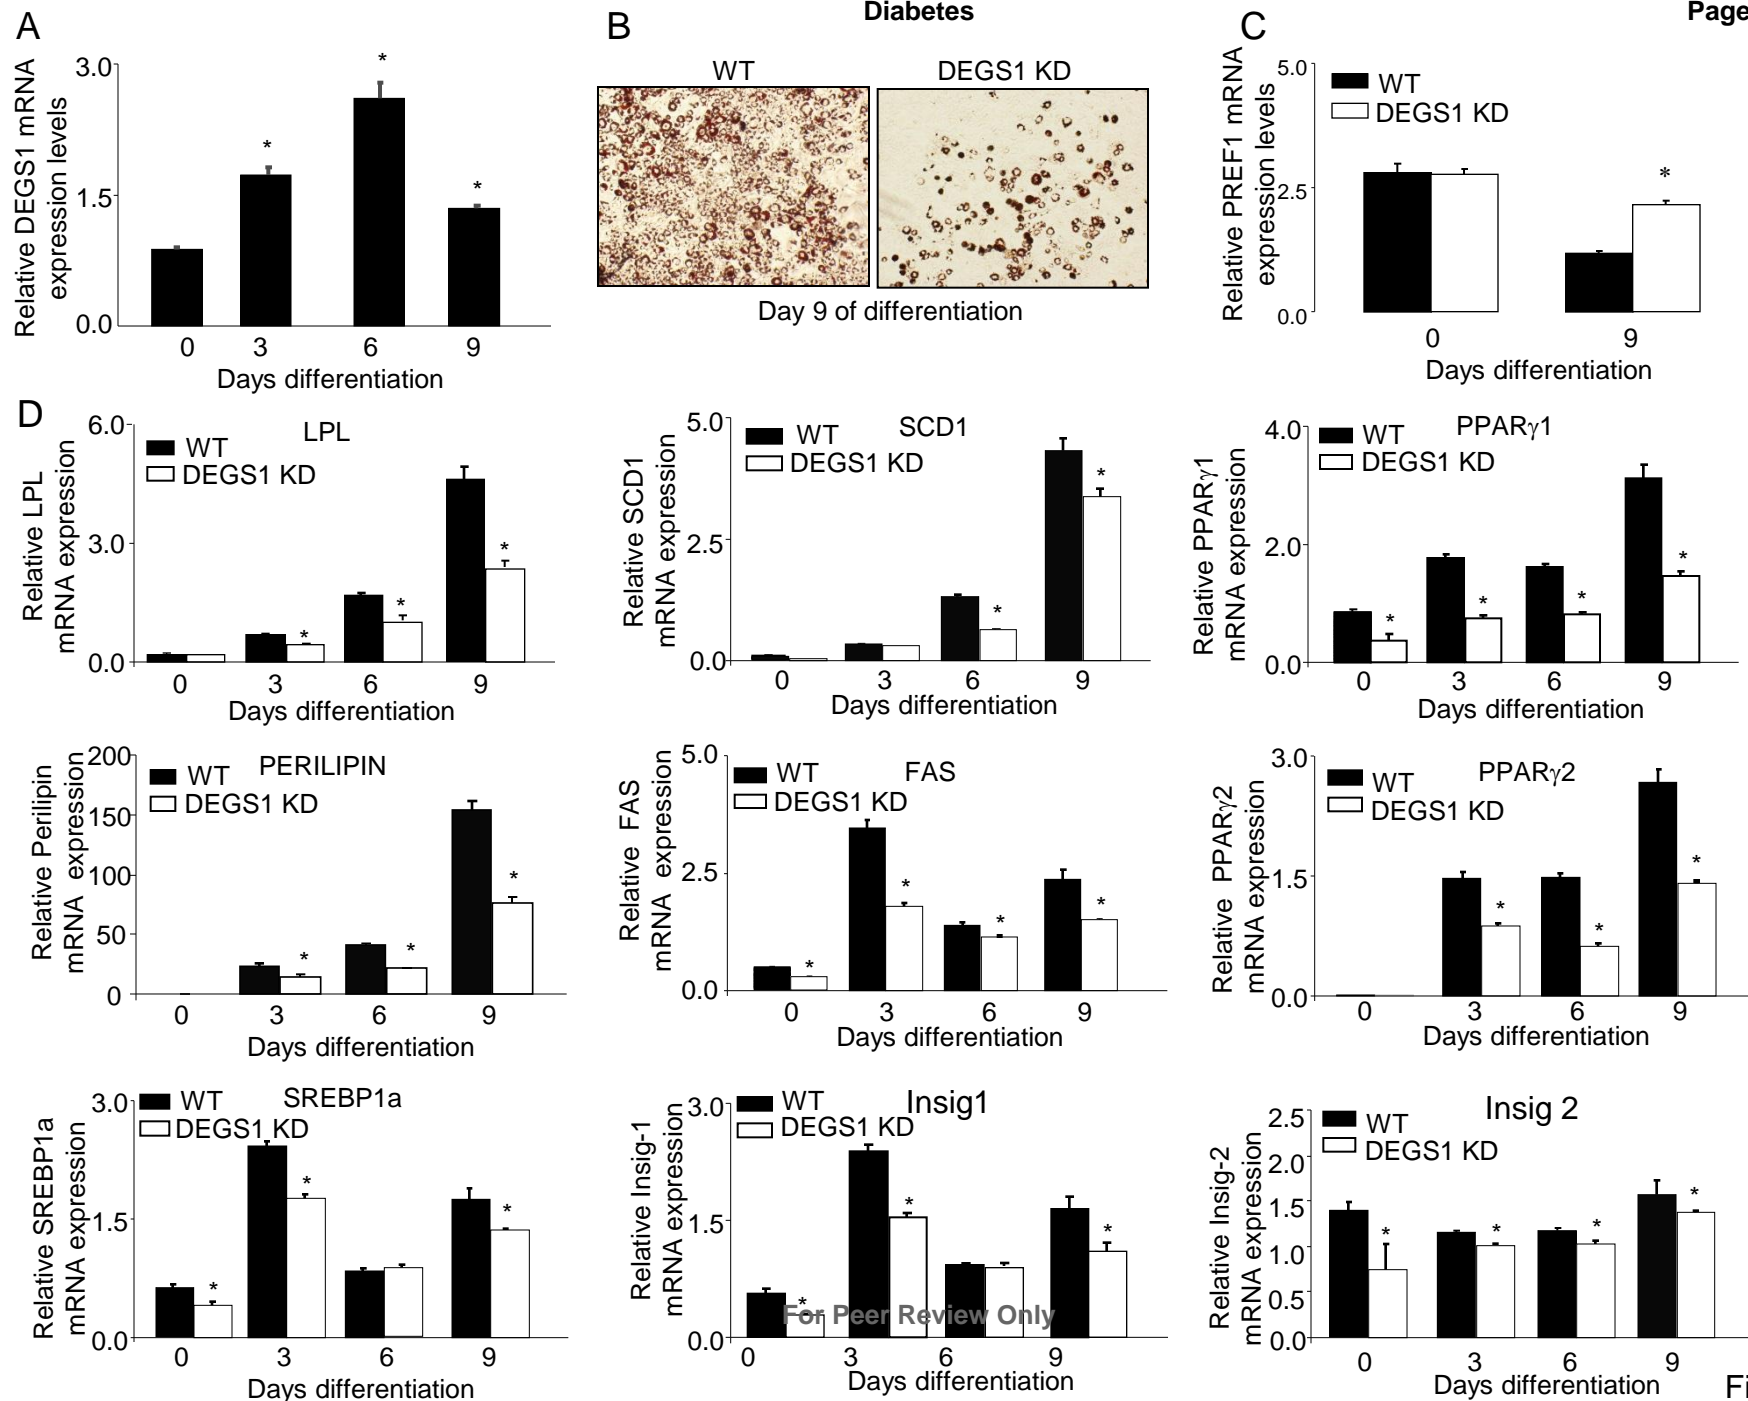 Diabetes
Page
A
Relative DEGS1 mRNA
expression levels
3.0
1.5
0.0
*
*
*
0 3 6 9
Days differentiation
B
WT DEGS1 KD
Day 9 of differentiation
C
Relative PREF1 mRNA
expression levels
5.0
2.5
0.0
WT
DEGS1 KD
*
0 9
Days differentiation
D
Relative LPL
mRNA expression
6.0
3.0
0.0
WT
DEGS1 KD
LPL
*
*
*
0 3 6 9
Days differentiation
Relative SCD1
mRNA expression
5.0
2.5
0.0
WT
DEGS1 KD
SCD1
*
*
0 3 6 9
Days differentiation
Relative PPARγ1
mRNA expression
4.0
2.0
0.0
WT
DEGS1 KD
PPARγ1
*
*
*
*
0 3 6 9
Days differentiation
Relative Perilipin
mRNA expression
200
150
100
50
0
WT
DEGS1 KD
PERILIPIN
*
*
*
0 3 6 9
Days differentiation
Relative FAS
mRNA expression
5.0
2.5
0.0
WT
DEGS1 KD
FAS
*
*
*
*
0 3 6 9
Days differentiation
Relative PPARγ2
mRNA expression
3.0
1.5
0.0
WT
DEGS1 KD
PPARγ2
*
*
*
0 3 6 9
Days differentiation
Relative SREBP1a
mRNA expression
3.0
1.5
0.0
WT
DEGS1 KD
SREBP1a
*
*
*
0 3 6 9
Days differentiation
Relative Insig-1
mRNA expression
3.0
1.5
0.0
WT
DEGS1 KD
Insig1
*
*
*
For Peer Review Only
0 3 6 9
Days differentiation
Relative Insig-2
mRNA expression
2.5
2.0
1.5
1.0
0.5
0.0
WT
DEGS1 KD
Insig 2
*
*
*
*
0 3 6 9
Days differentiation
Fi